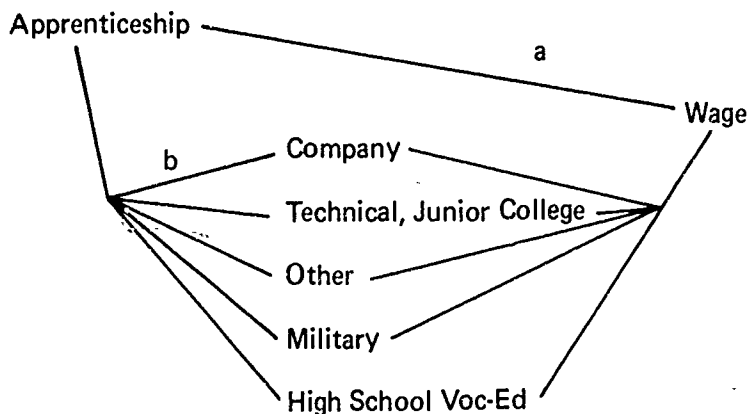 Apprenticeship
a
Wage
b
Company
Technical, Junior College
Other
Military
High School Voc-Ed